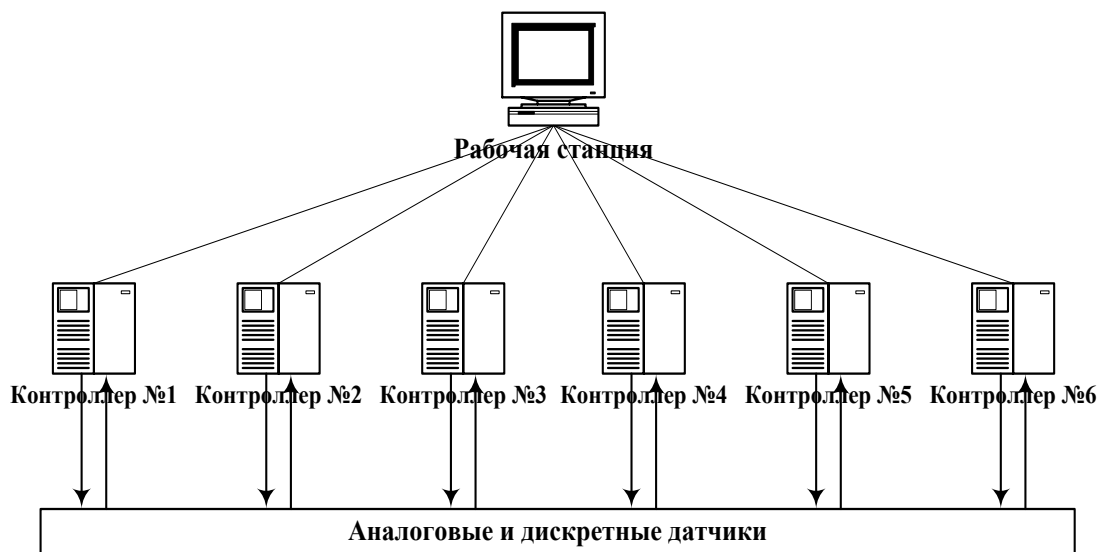 Рабочая станция
Контроллер №1 Контроллер №2 Контроллер №3 Контроллер №4 Контроллер №5 Контроллер №6
Аналоговые и дискретные датчики